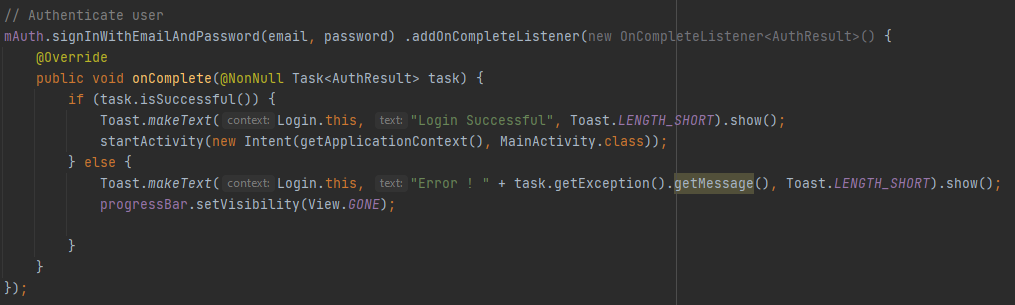 // Authenticate user
mAuth.signInWithEmailAndPassword(email, password) .addOnCompleteListener(new OnCompleteListener<AuthResult>() {
@Override
public void onComplete(@NonNull Task<AuthResult> task) {
if (task.isSuccessful()) {
Toast.makeText( context: Login.this, text: "Login Successful", Toast.LENGTH_SHORT).show();
startActivity(new Intent(getApplicationContext(), MainActivity.class));
} else {
Toast.makeText( context: Login.this, text: "Error ! " + task.getException().getMessage(), Toast.LENGTH_SHORT).show();
progressBar.setVisibility(View.GONE);
}
}
});